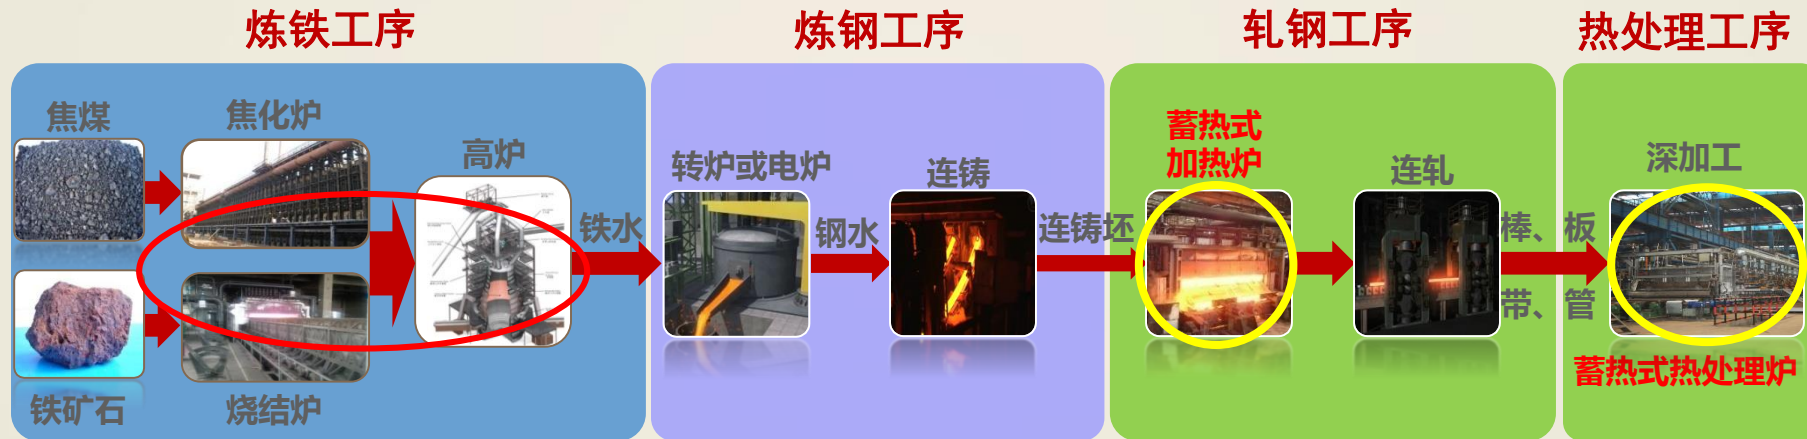 炼铁工序
炼钢工序
轧钢工序
热处理工序
焦煤
焦化炉
高炉
铁矿石
烧结炉
铁水
转炉或电炉
钢水
连铸
连铸坯
蓄热式
加热炉
连轧
棒、板
带、管
深加工
蓄热式热处理炉